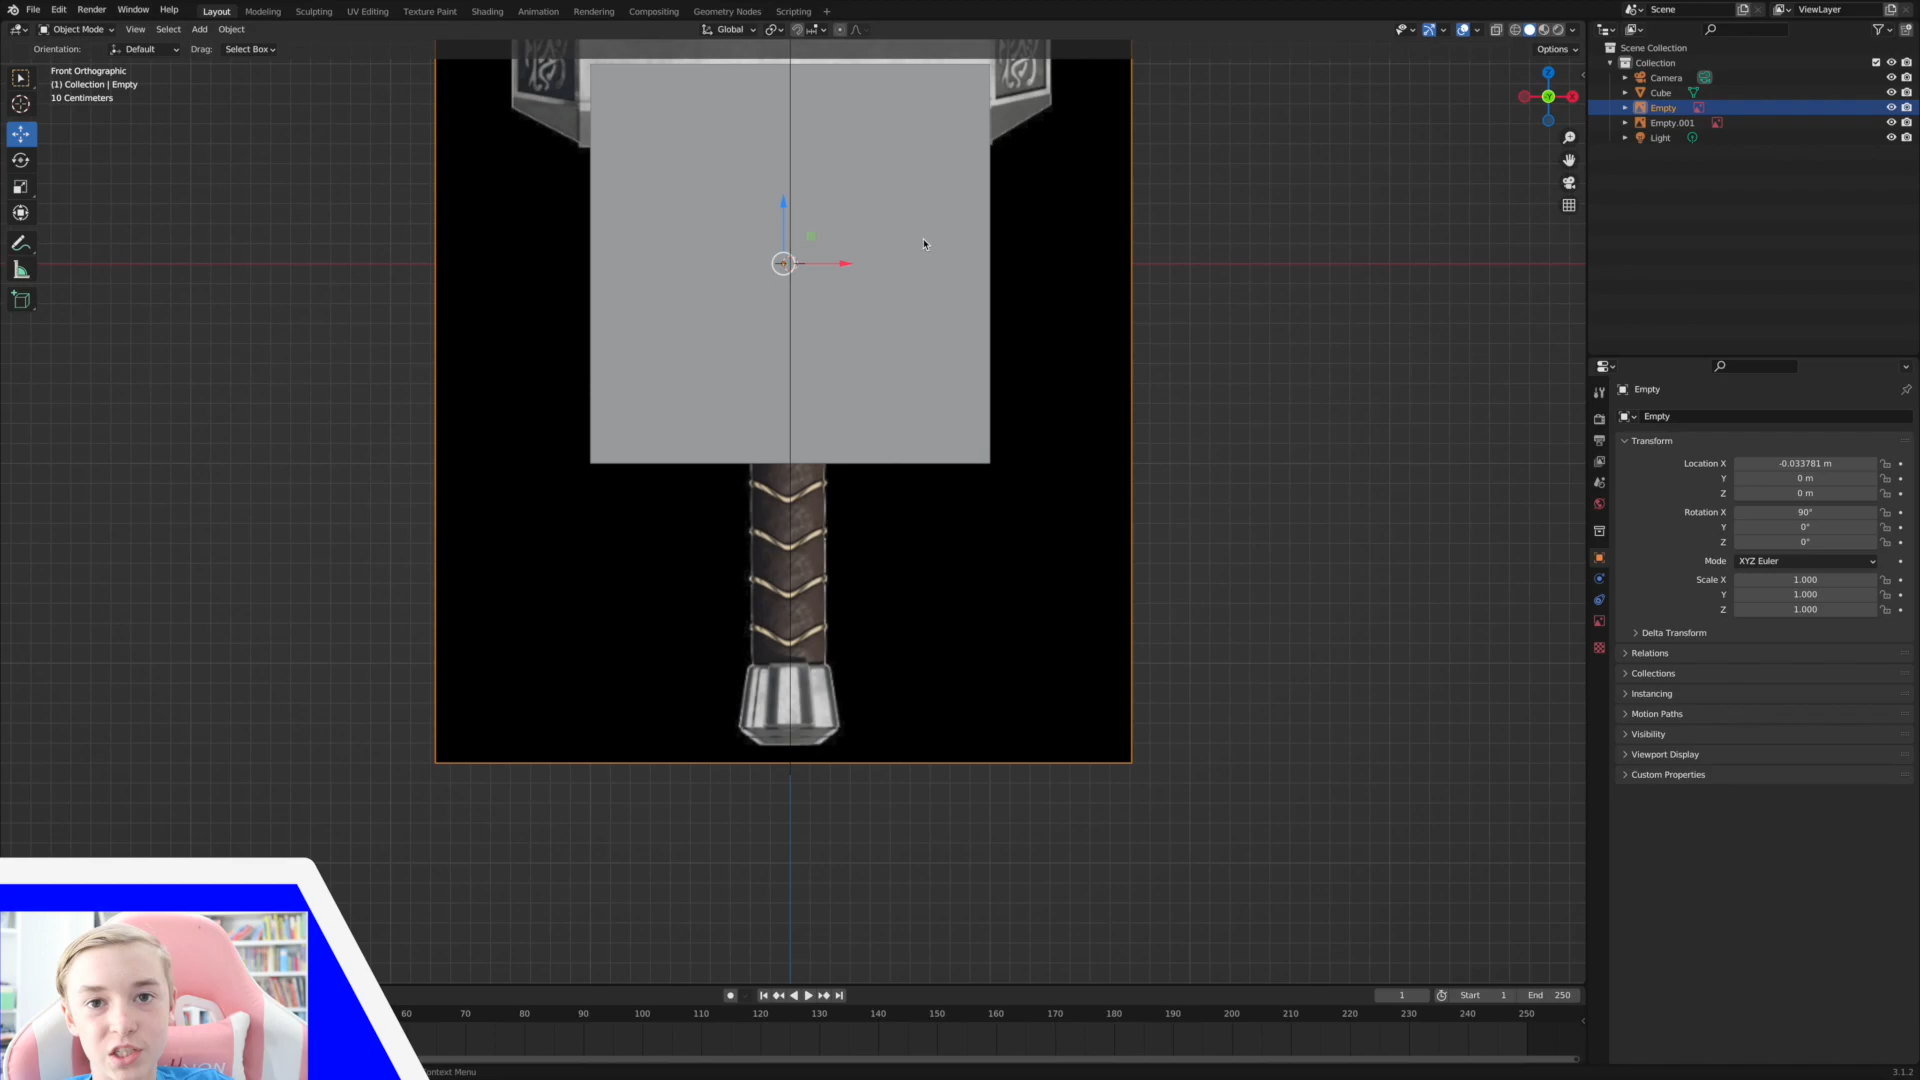 File Edit Render Window Help Layout Modeling Sculpting UV Editing Texture Paint Shading Animation Rendering Compositing Geometry Nodes Scripting + Scene ViewLayer
Object Mode View Select Add Object Global
Orientation: Default Drag: Select Box Options
Front Orthographic
(1) Collection | Empty
10 Centimeters
Z
X
-Y
Scene Collection
Collection
Camera
Cube
Empty
Empty.001
Light
Empty
Empty
Transform
Location X -0.033781 m
Y 0 m
Z 0 m
Rotation X 90°
Y 0°
Z 0°
Mode XYZ Euler
Scale X 1.000
Y 1.000
Z 1.000
Delta Transform
Relations
Collections
Instancing
Motion Paths
Visibility
Viewport Display
Custom Properties
1 Start 1 End 250
60 70 80 90 100 110 120 130 140 150 160 170 180 190 200 210 220 230 240 250
ontext Menu
3.1.2